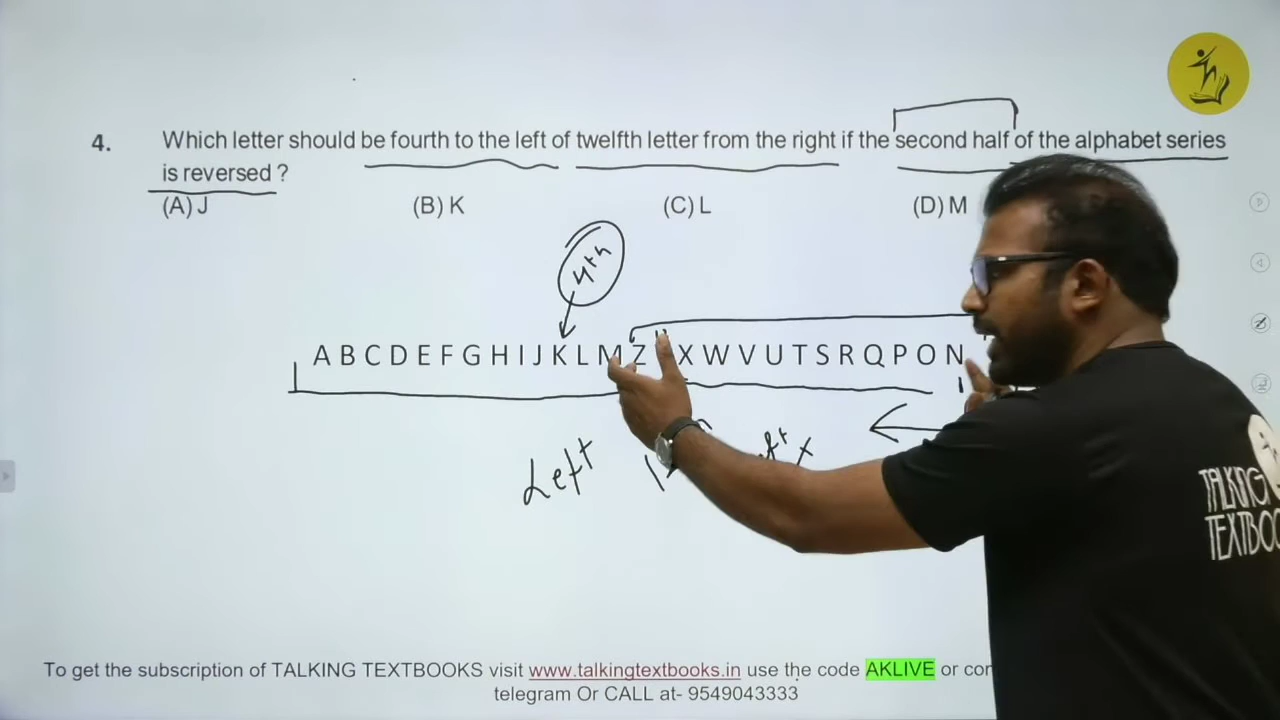 4. Which letter should be fourth to the left of twelfth letter from the right if the second half of the alphabet series
is reversed ?
(A) J (B) K (C) L (D) M
4th
A B C D E F G H I J K L M Z X W V U T S R Q P O N
Left
TALKING
TEXTBOO
To get the subscription of TALKING TEXTBOOKS visit www.talkingtextbooks.in use the code AKLIVE or
telegram Or CALL at- 9549043333